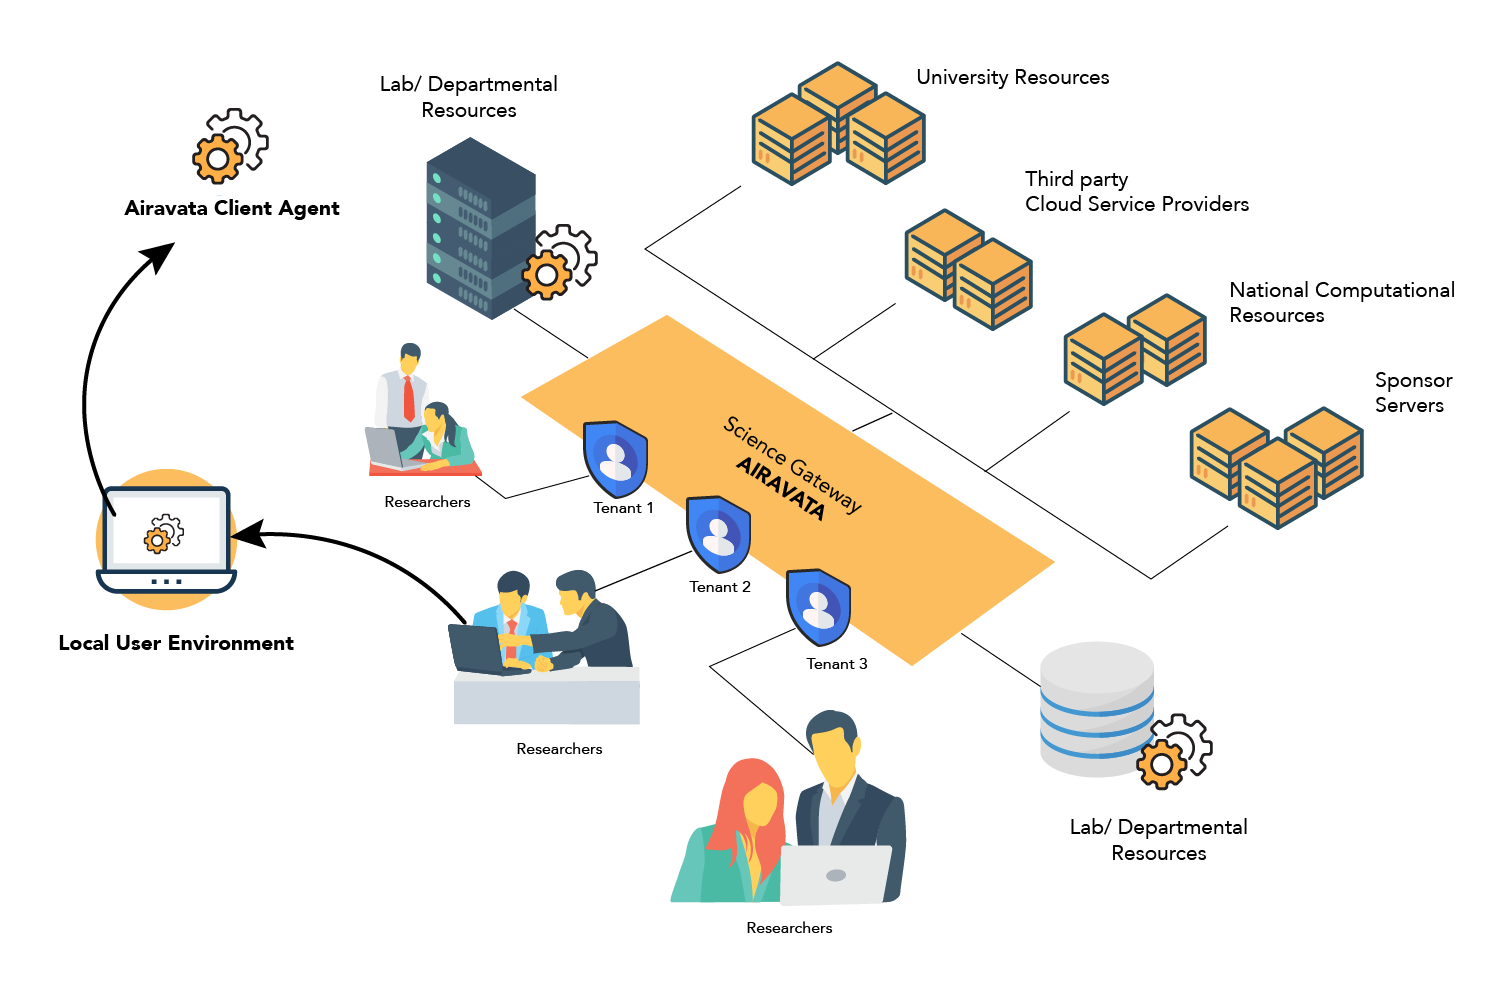 Lab/ Departmental
Resources
University Resources
Airavata Client Agent
Third party
Cloud Service Providers
National Computational
Resources
Sponsor
Servers
Science Gateway
AIRAVATA
Researchers
Tenant 1
Tenant 2
Tenant 3
Local User Environment
Researchers
Lab/ Departmental
Resources
Researchers